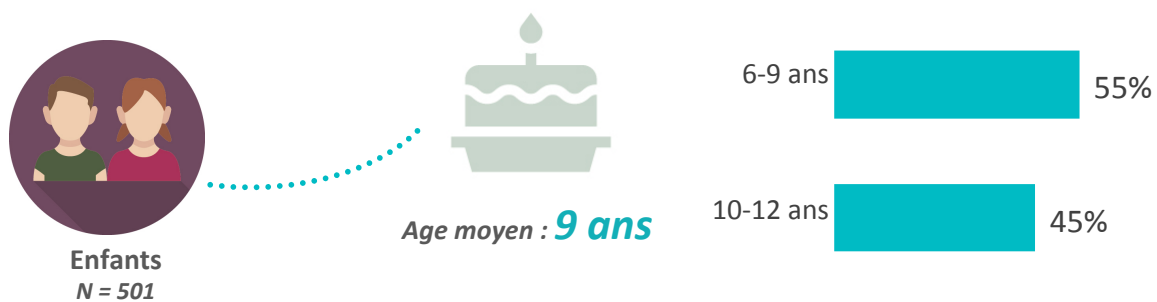 Enfants
N = 501
Age moyen : 9 ans
6-9 ans
55%
10-12 ans
45%